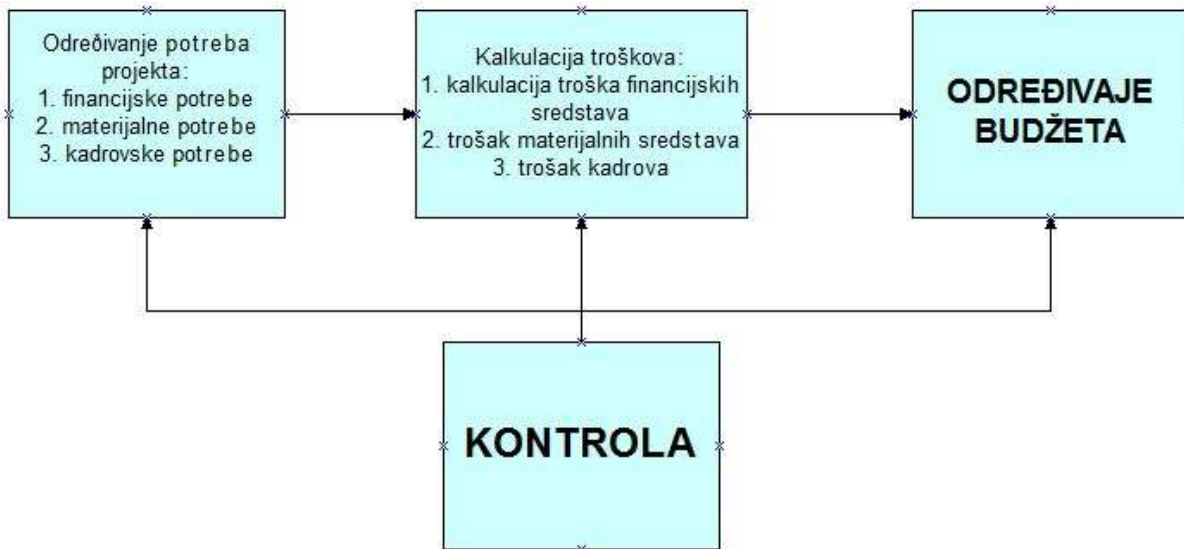 Određivanje potreba
projekta:
1. financijske potrebe
2. materijalne potrebe
3. kadrovske potrebe
Kalkulacija troškova:
1. kalkulacija troška financijskih
sredstava
2. trošak materijalnih sredstava
3. trošak kadrova
ODREĐIVAJE
BUDŽETA
KONTROLA